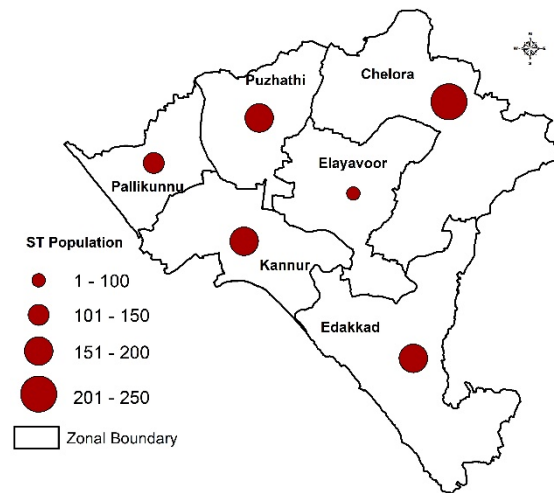 Puzhathi
Chelora
Pallikunnu
Elayavoor
Kannur
Edakkad
ST Population
1 - 100
101 - 150
151 - 200
201 - 250
Zonal Boundary